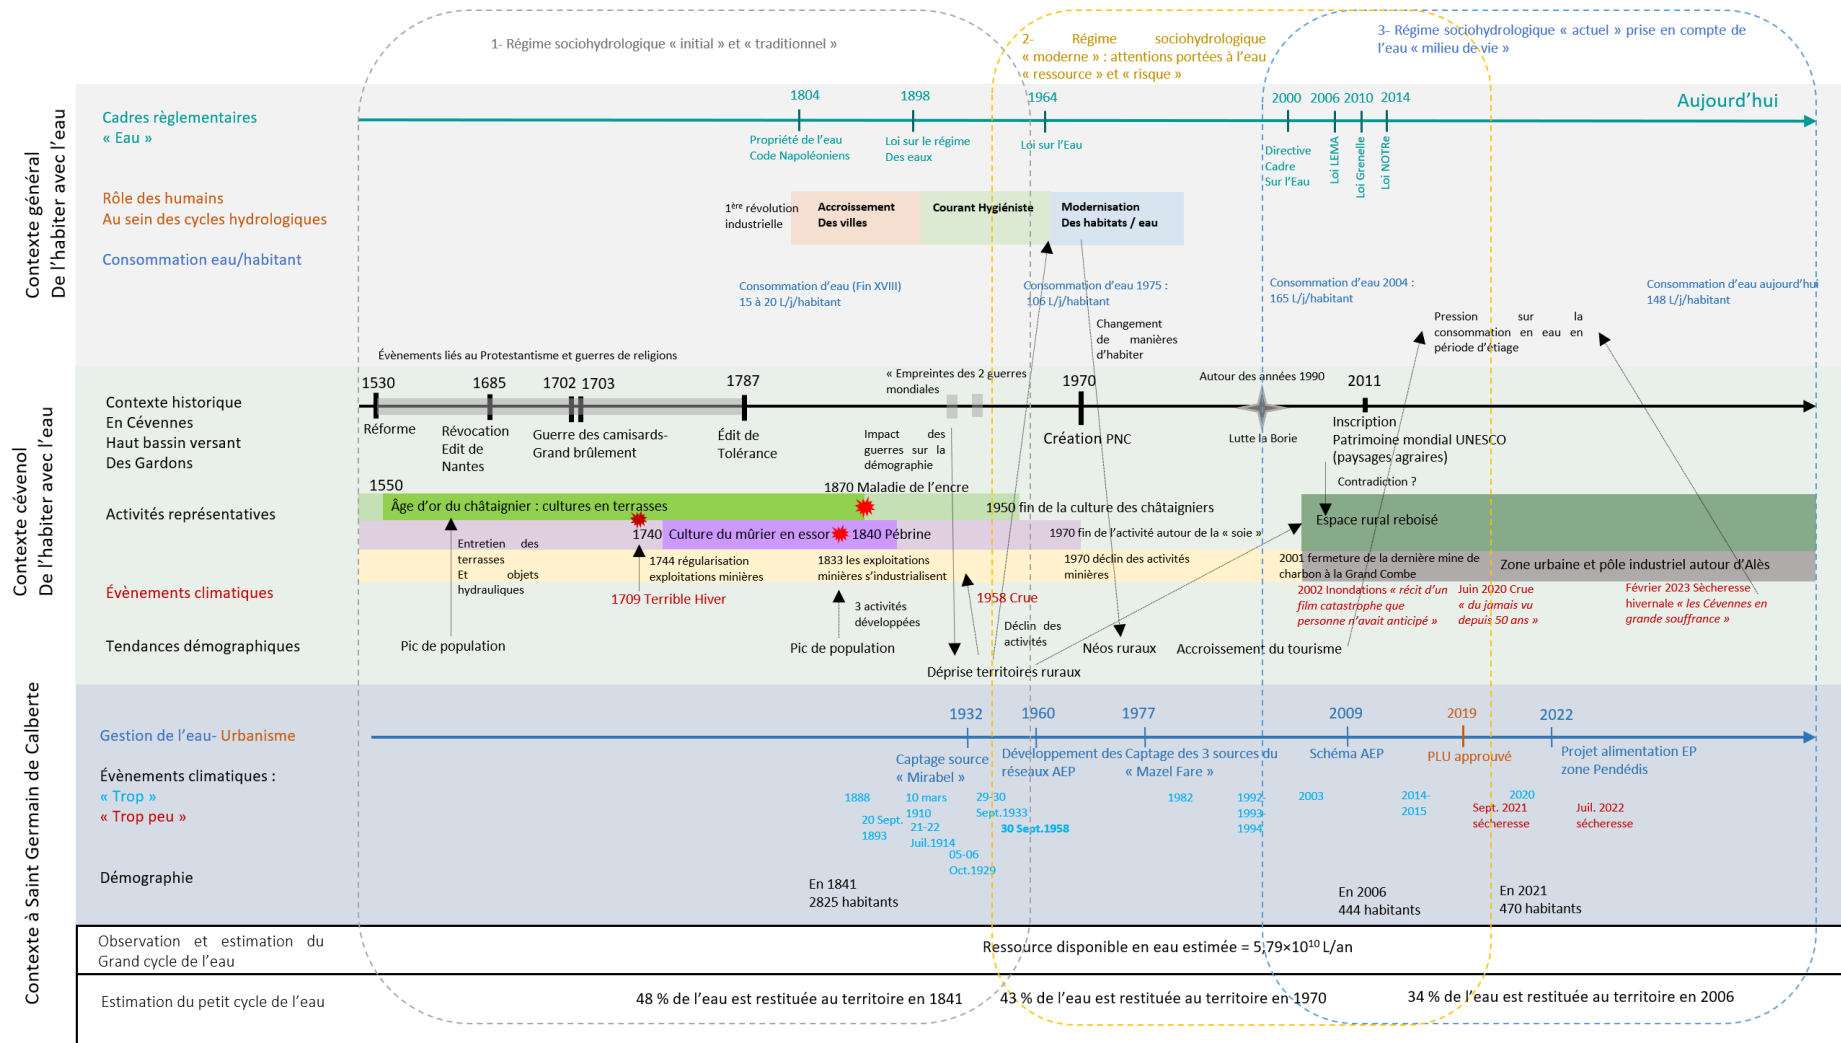 1- Régime sociohydrologique « initial » et « traditionnel »
2- Régime sociohydrologique
« moderne » : attentions portées à l'eau
« ressource » et « risque »
3- Régime sociohydrologique « actuel » prise en compte de
l'eau « milieu de vie »
Contexte général
De l'habiter avec l'eau
Cadres règlementaires
« Eau »
1804
1898
1964
2000
2006
2010
2014
Aujourd'hui
Propriété de l'eau
Code Napoléoniens
Loi sur le régime
Des eaux
Loi sur l'Eau
Directive
Cadre
Sur l'Eau
Loi LEMA
Loi Grenelle
Loi NOTRe
Rôle des humains
Au sein des cycles hydrologiques
1ère révolution
industrielle
Accroissement
Des villes
Courant Hygiéniste
Modernisation
Des habitats / eau
Consommation eau/habitant
Consommation d'eau (Fin XVIII)
15 à 20 L/j/habitant
Consommation d'eau 1975 :
106 L/j/habitant
Consommation d'eau 2004 :
165 L/j/habitant
Consommation d'eau aujourd'hui
148 L/j/habitant
Changement
de manières
d'habiter
Pression sur la
consommation en eau en
période d'étiage
Contexte cévenol
De l'habiter avec l'eau
Évènements liés au Protestantisme et guerres de religions
« Empreintes des 2 guerres
mondiales
Autour des années 1990
Contexte historique
En Cévennes
Haut bassin versant
Des Gardons
1530
1685
1702
1703
1787
1970
2011
Réforme
Révocation
Edit de
Nantes
Guerre des camisards-
Grand brûlement
Édit de
Tolérance
Impact des
guerres sur la
démographie
Création PNC
Lutte la Borie
Inscription
Patrimoine mondial UNESCO
(paysages agraires)
Contradiction ?
Activités représentatives
1550
Âge d'or du châtaignier : cultures en terrasses
1870 Maladie de l'encre
1950 fin de la culture des châtaigniers
1740
Culture du mûrier en essor
1840 Pébrine
1970 fin de l'activité autour de la « soie »
Espace rural reboisé
Entretien des
terrasses
Et objets
hydrauliques
1744 régularisation
exploitations minières
1833 les exploitations
minières s'industrialisent
1970 déclin des activités
minières
2001 fermeture de la dernière mine de
charbon à la Grand Combe
Zone urbaine et pôle industriel autour d'Alès
Évènements climatiques
1709 Terrible Hiver
1958 Crue
2002 Inondations « récit d'un
film catastrophe que
personne n'avait anticipé »
Juin 2020 Crue
« du jamais vu
depuis 50 ans »
Février 2023 Sècheresse
hivernale « les Cévennes en
grande souffrance »
3 activités
développées
Déclin des
activités
Tendances démographiques
Pic de population
Pic de population
Déprise territoires ruraux
Néos ruraux
Accroissement du tourisme
Contexte à Saint Germain de Calberte
Gestion de l'eau- Urbanisme
1932
1960
1977
2009
2019
2022
Captage source
« Mirabel »
Développement des
réseaux AEP
Captage des 3 sources du
« Mazel Fare »
Schéma AEP
PLU approuvé
Projet alimentation EP
zone Pendédis
Évènements climatiques :
« Trop »
« Trop peu »
1888
20 Sept.
1893
10 mars
1910
21-22
Juil.1914
05-06
Oct.1929
29-30
Sept.1933
30 Sept.1958
1982
1992-
1993-
1994
2003
2014-
2015
2020
Sept. 2021
sécheresse
Juil. 2022
sécheresse
Démographie
En 1841
2825 habitants
En 2006
444 habitants
En 2021
470 habitants
Observation et estimation du
Grand cycle de l'eau
Ressource disponible en eau estimée = 5,79×10¹⁰ L/an
Estimation du petit cycle de l'eau
48 % de l'eau est restituée au territoire en 1841
43 % de l'eau est restituée au territoire en 1970
34 % de l'eau est restituée au territoire en 2006